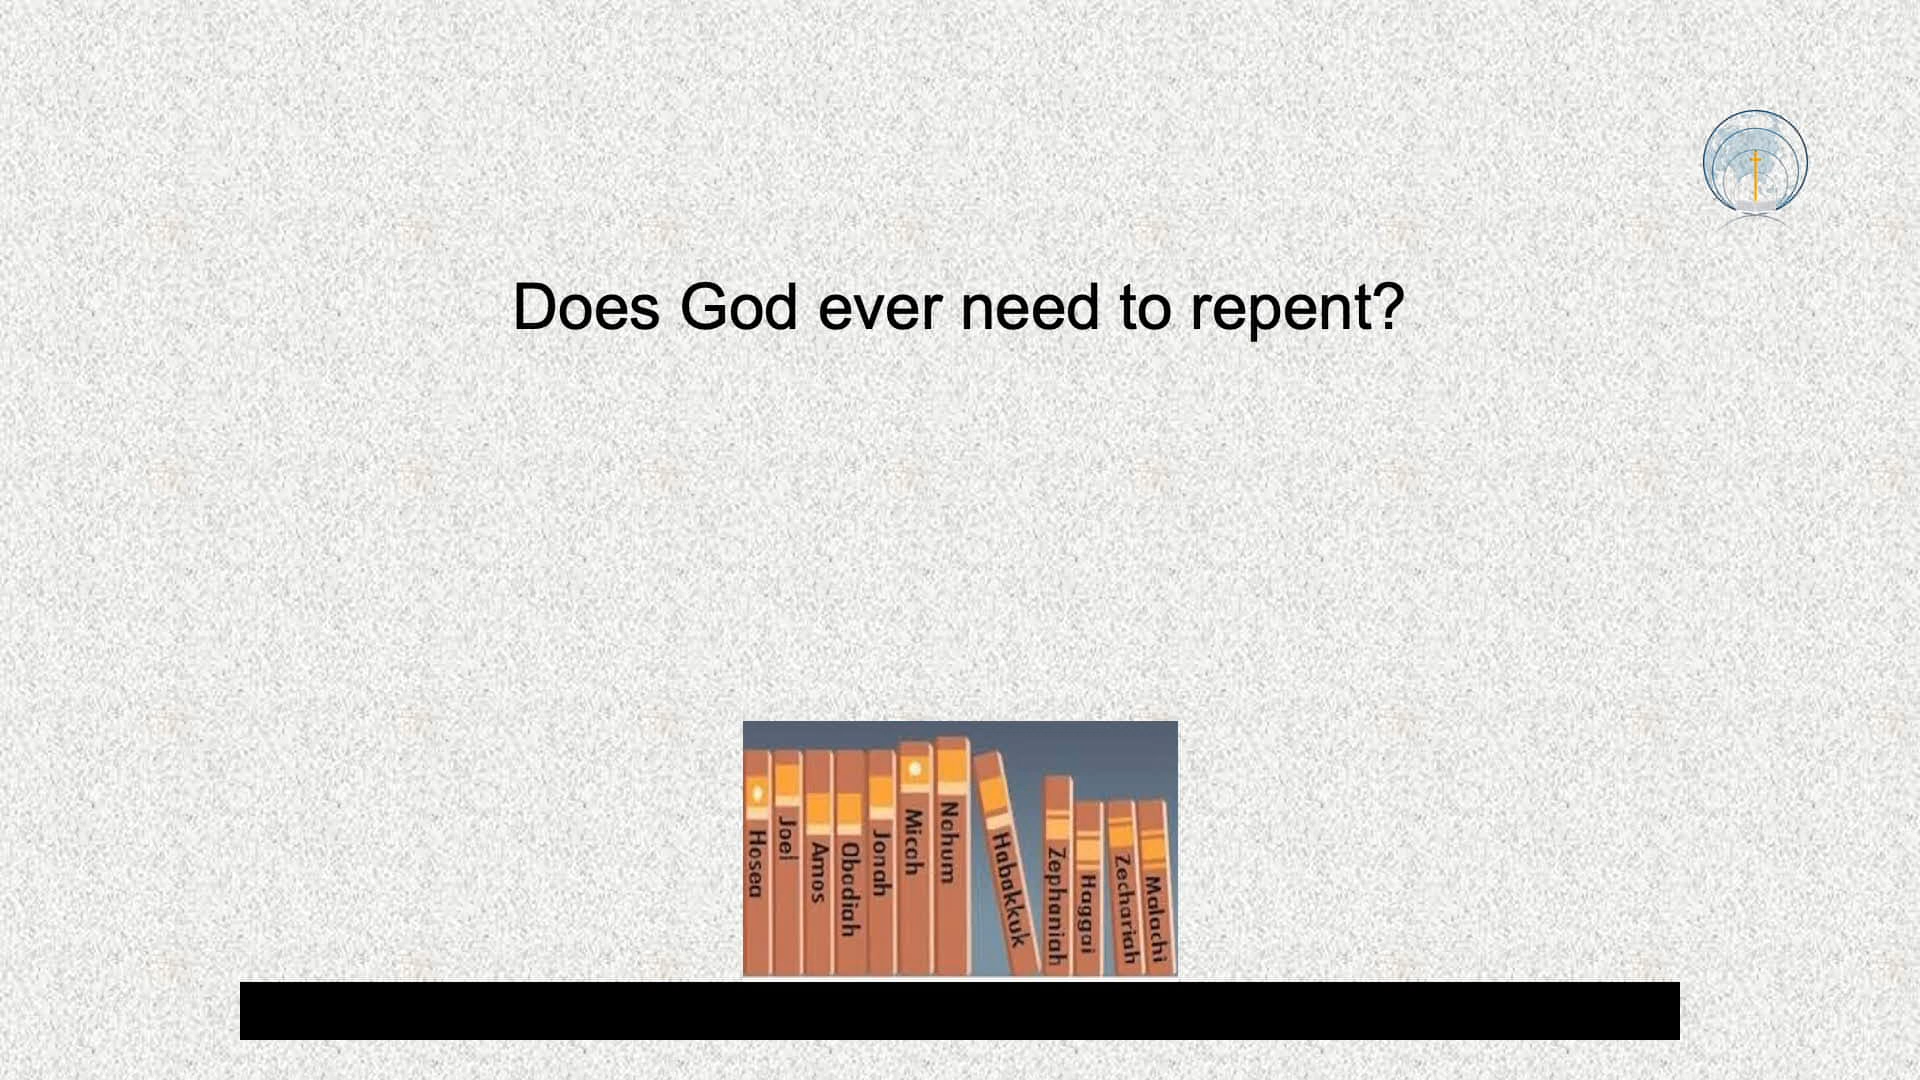 Does God ever need to repent?
Hosea
Joel
Amos
Obadiah
Jonah
Micah
Nahum
Habakkuk
Zephaniah
Haggai
Zechariah
Malachi